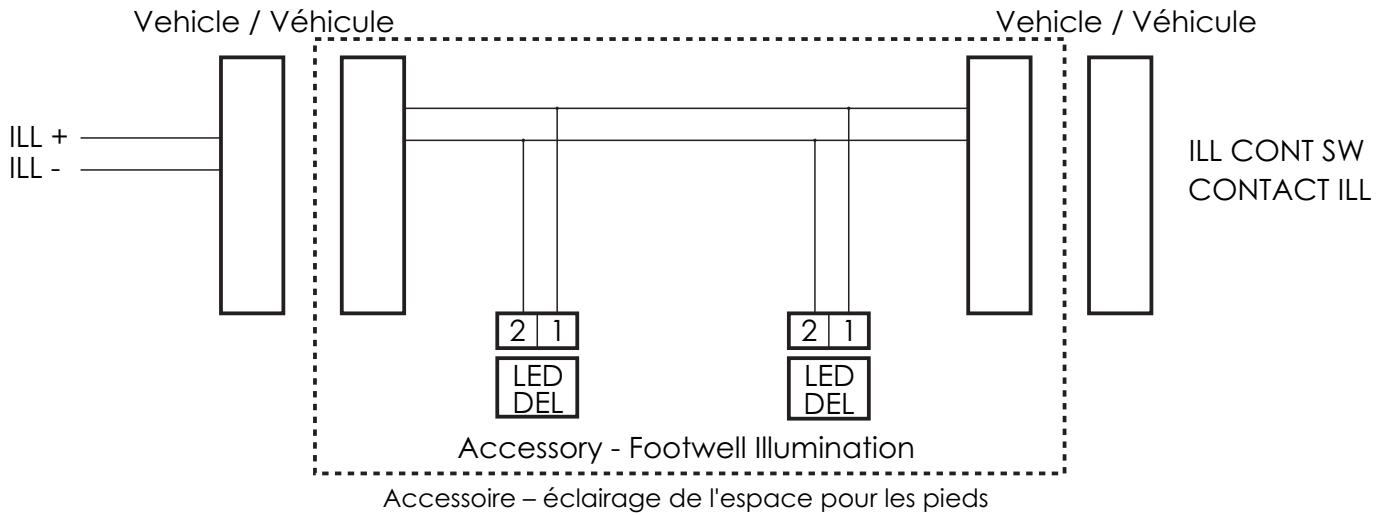 Vehicle / Véhicule
Vehicle / Véhicule
ILL +
ILL -
ILL CONT SW
CONTACT ILL
2 1
2 1
LED
DEL
LED
DEL
Accessory - Footwell Illumination
Accessoire – éclairage de l'espace pour les pieds